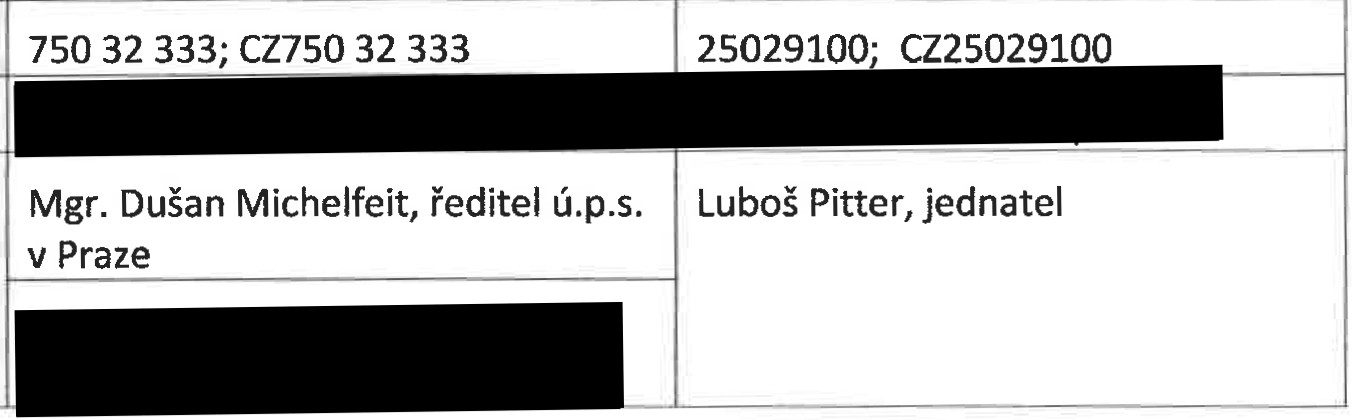 750 32 333; CZ750 32 333
25029100; CZ25029100
Mgr. Dušan Michelfeit, ředitel ú.p.s.
v Praze
Luboš Pitter, jednatel